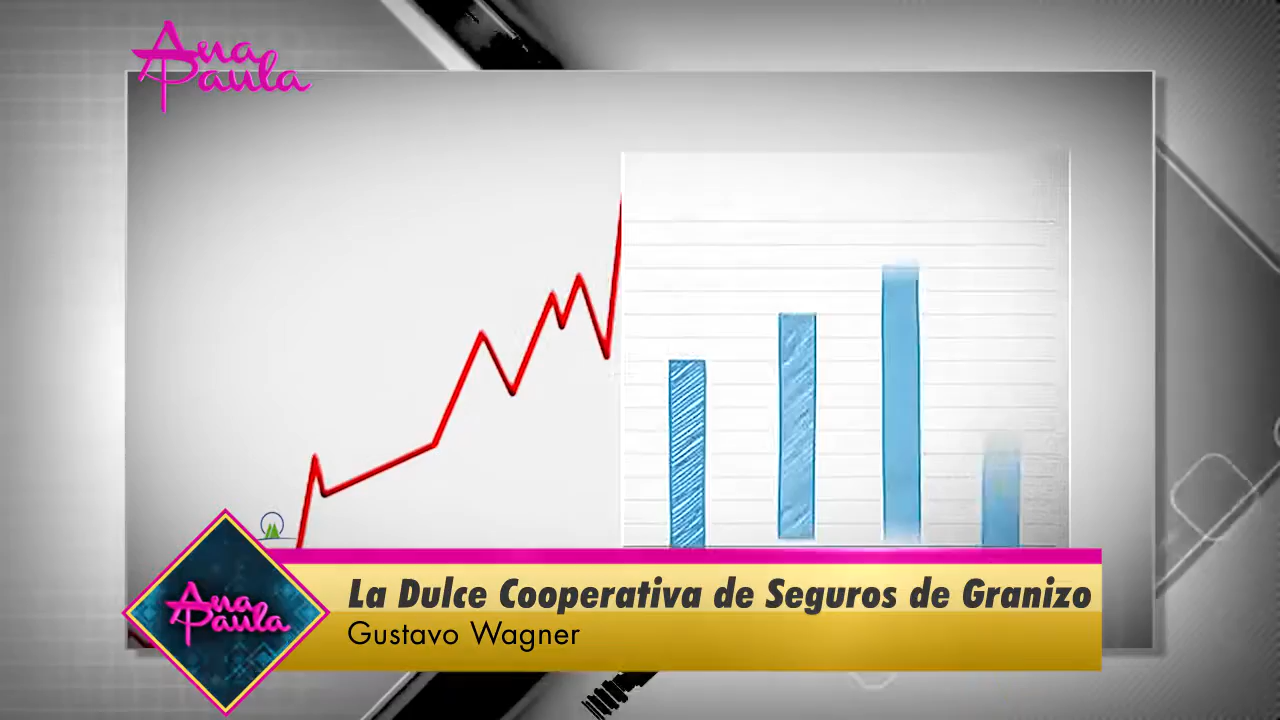 Ana
Paula
La Dulce Cooperativa de Seguros de Granizo
Gustavo Wagner
Ana
Paula